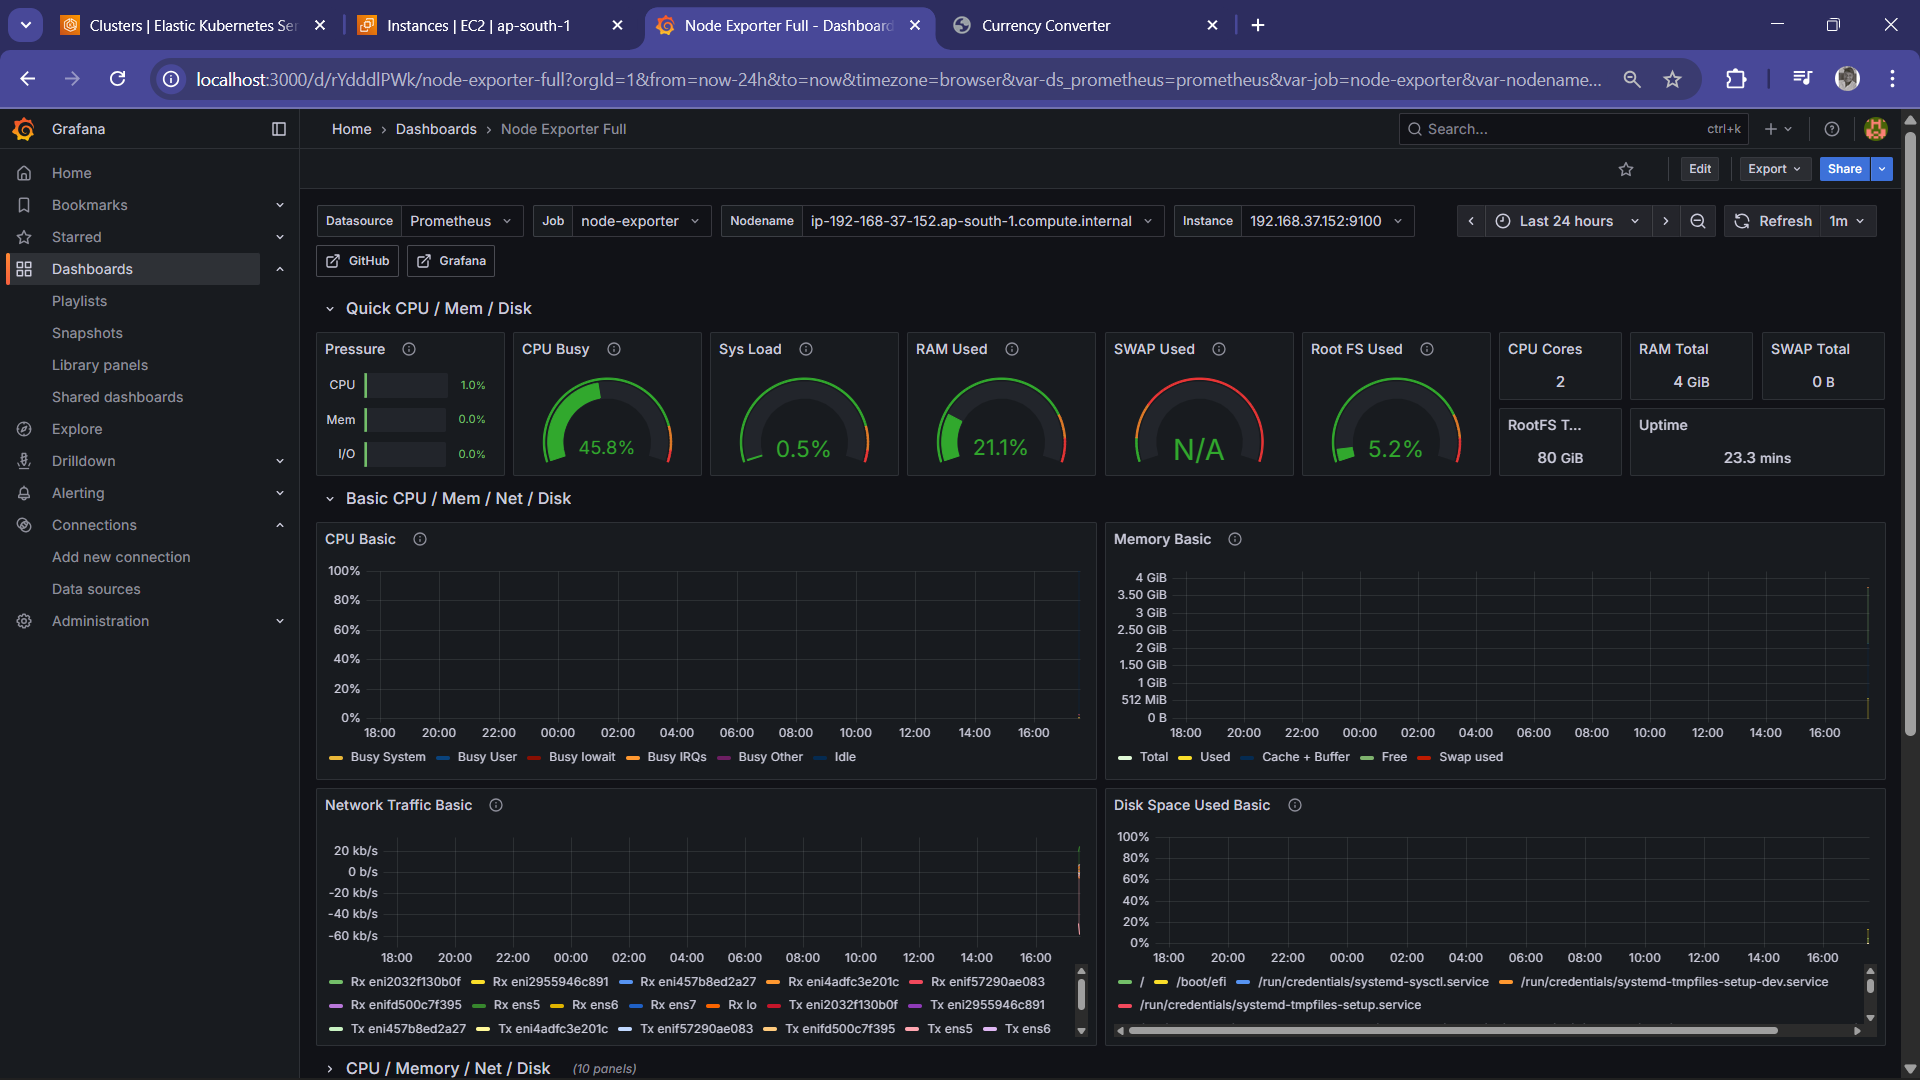 Clusters | Elastic Kubernetes Ser
Instances | EC2 | ap-south-1
Node Exporter Full - Dashboard
Currency Converter
localhost:3000/d/rYdddlPWk/node-exporter-full?orgId=1&from=now-24h&to=now&timezone=browser&var-ds_prometheus=prometheus&var-job=node-exporter&var-nodename...
Grafana
Home › Dashboards › Node Exporter Full
Search... ctrl+k
Home
Bookmarks
Starred
Dashboards
Playlists
Snapshots
Library panels
Shared dashboards
Explore
Drilldown
Alerting
Connections
Add new connection
Data sources
Administration
Edit Export Share
Datasource Prometheus Job node-exporter Nodename ip-192-168-37-152.ap-south-1.compute.internal Instance 192.168.37.152:9100
Last 24 hours Refresh 1m
GitHub Grafana
Quick CPU / Mem / Disk
Pressure
CPU 1.0%
Mem 0.0%
I/O 0.0%
CPU Busy
45.8%
Sys Load
0.5%
RAM Used
21.1%
SWAP Used
N/A
Root FS Used
5.2%
CPU Cores
2
RAM Total
4 GiB
SWAP Total
0 B
RootFS T...
80 GiB
Uptime
23.3 mins
Basic CPU / Mem / Net / Disk
CPU Basic
100%
80%
60%
40%
20%
0%
18:00 20:00 22:00 00:00 02:00 04:00 06:00 08:00 10:00 12:00 14:00 16:00
Busy System Busy User Busy Iowait Busy IRQs Busy Other Idle
Memory Basic
4 GiB
3.50 GiB
3 GiB
2.50 GiB
2 GiB
1.50 GiB
1 GiB
512 MiB
0 B
18:00 20:00 22:00 00:00 02:00 04:00 06:00 08:00 10:00 12:00 14:00 16:00
Total Used Cache + Buffer Free Swap used
Network Traffic Basic
20 kb/s
0 b/s
-20 kb/s
-40 kb/s
-60 kb/s
18:00 20:00 22:00 00:00 02:00 04:00 06:00 08:00 10:00 12:00 14:00 16:00
Rx eni2032f130b0f Rx eni2955946c891 Rx eni457b8ed2a27 Rx eni4adfc3e201c Rx enif57290ae083
Rx enifd500c7f395 Rx ens5 Rx ens6 Rx ens7 Rx lo Tx eni2032f130b0f Tx eni2955946c891
Tx eni457b8ed2a27 Tx eni4adfc3e201c Tx enif57290ae083 Tx enifd500c7f395 Tx ens5 Tx ens6
Disk Space Used Basic
100%
80%
60%
40%
20%
0%
18:00 20:00 22:00 00:00 02:00 04:00 06:00 08:00 10:00 12:00 14:00 16:00
/ /boot/efi /run/credentials/systemd-sysctl.service /run/credentials/systemd-tmpfiles-setup-dev.service
/run/credentials/systemd-tmpfiles-setup.service
CPU / Memory / Net / Disk (10 panels)